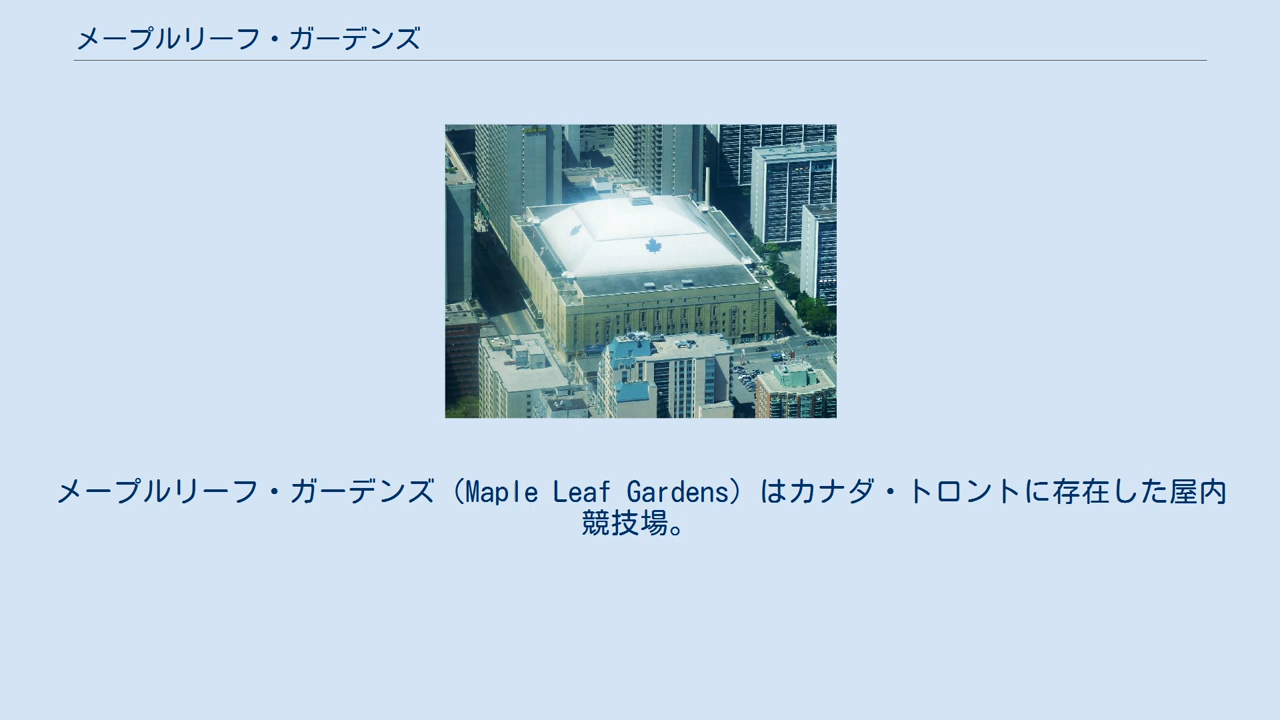 メープルリーフ・ガーデンズ
メープルリーフ・ガーデンズ（Maple Leaf Gardens）はカナダ・トロントに存在した屋内
競技場。